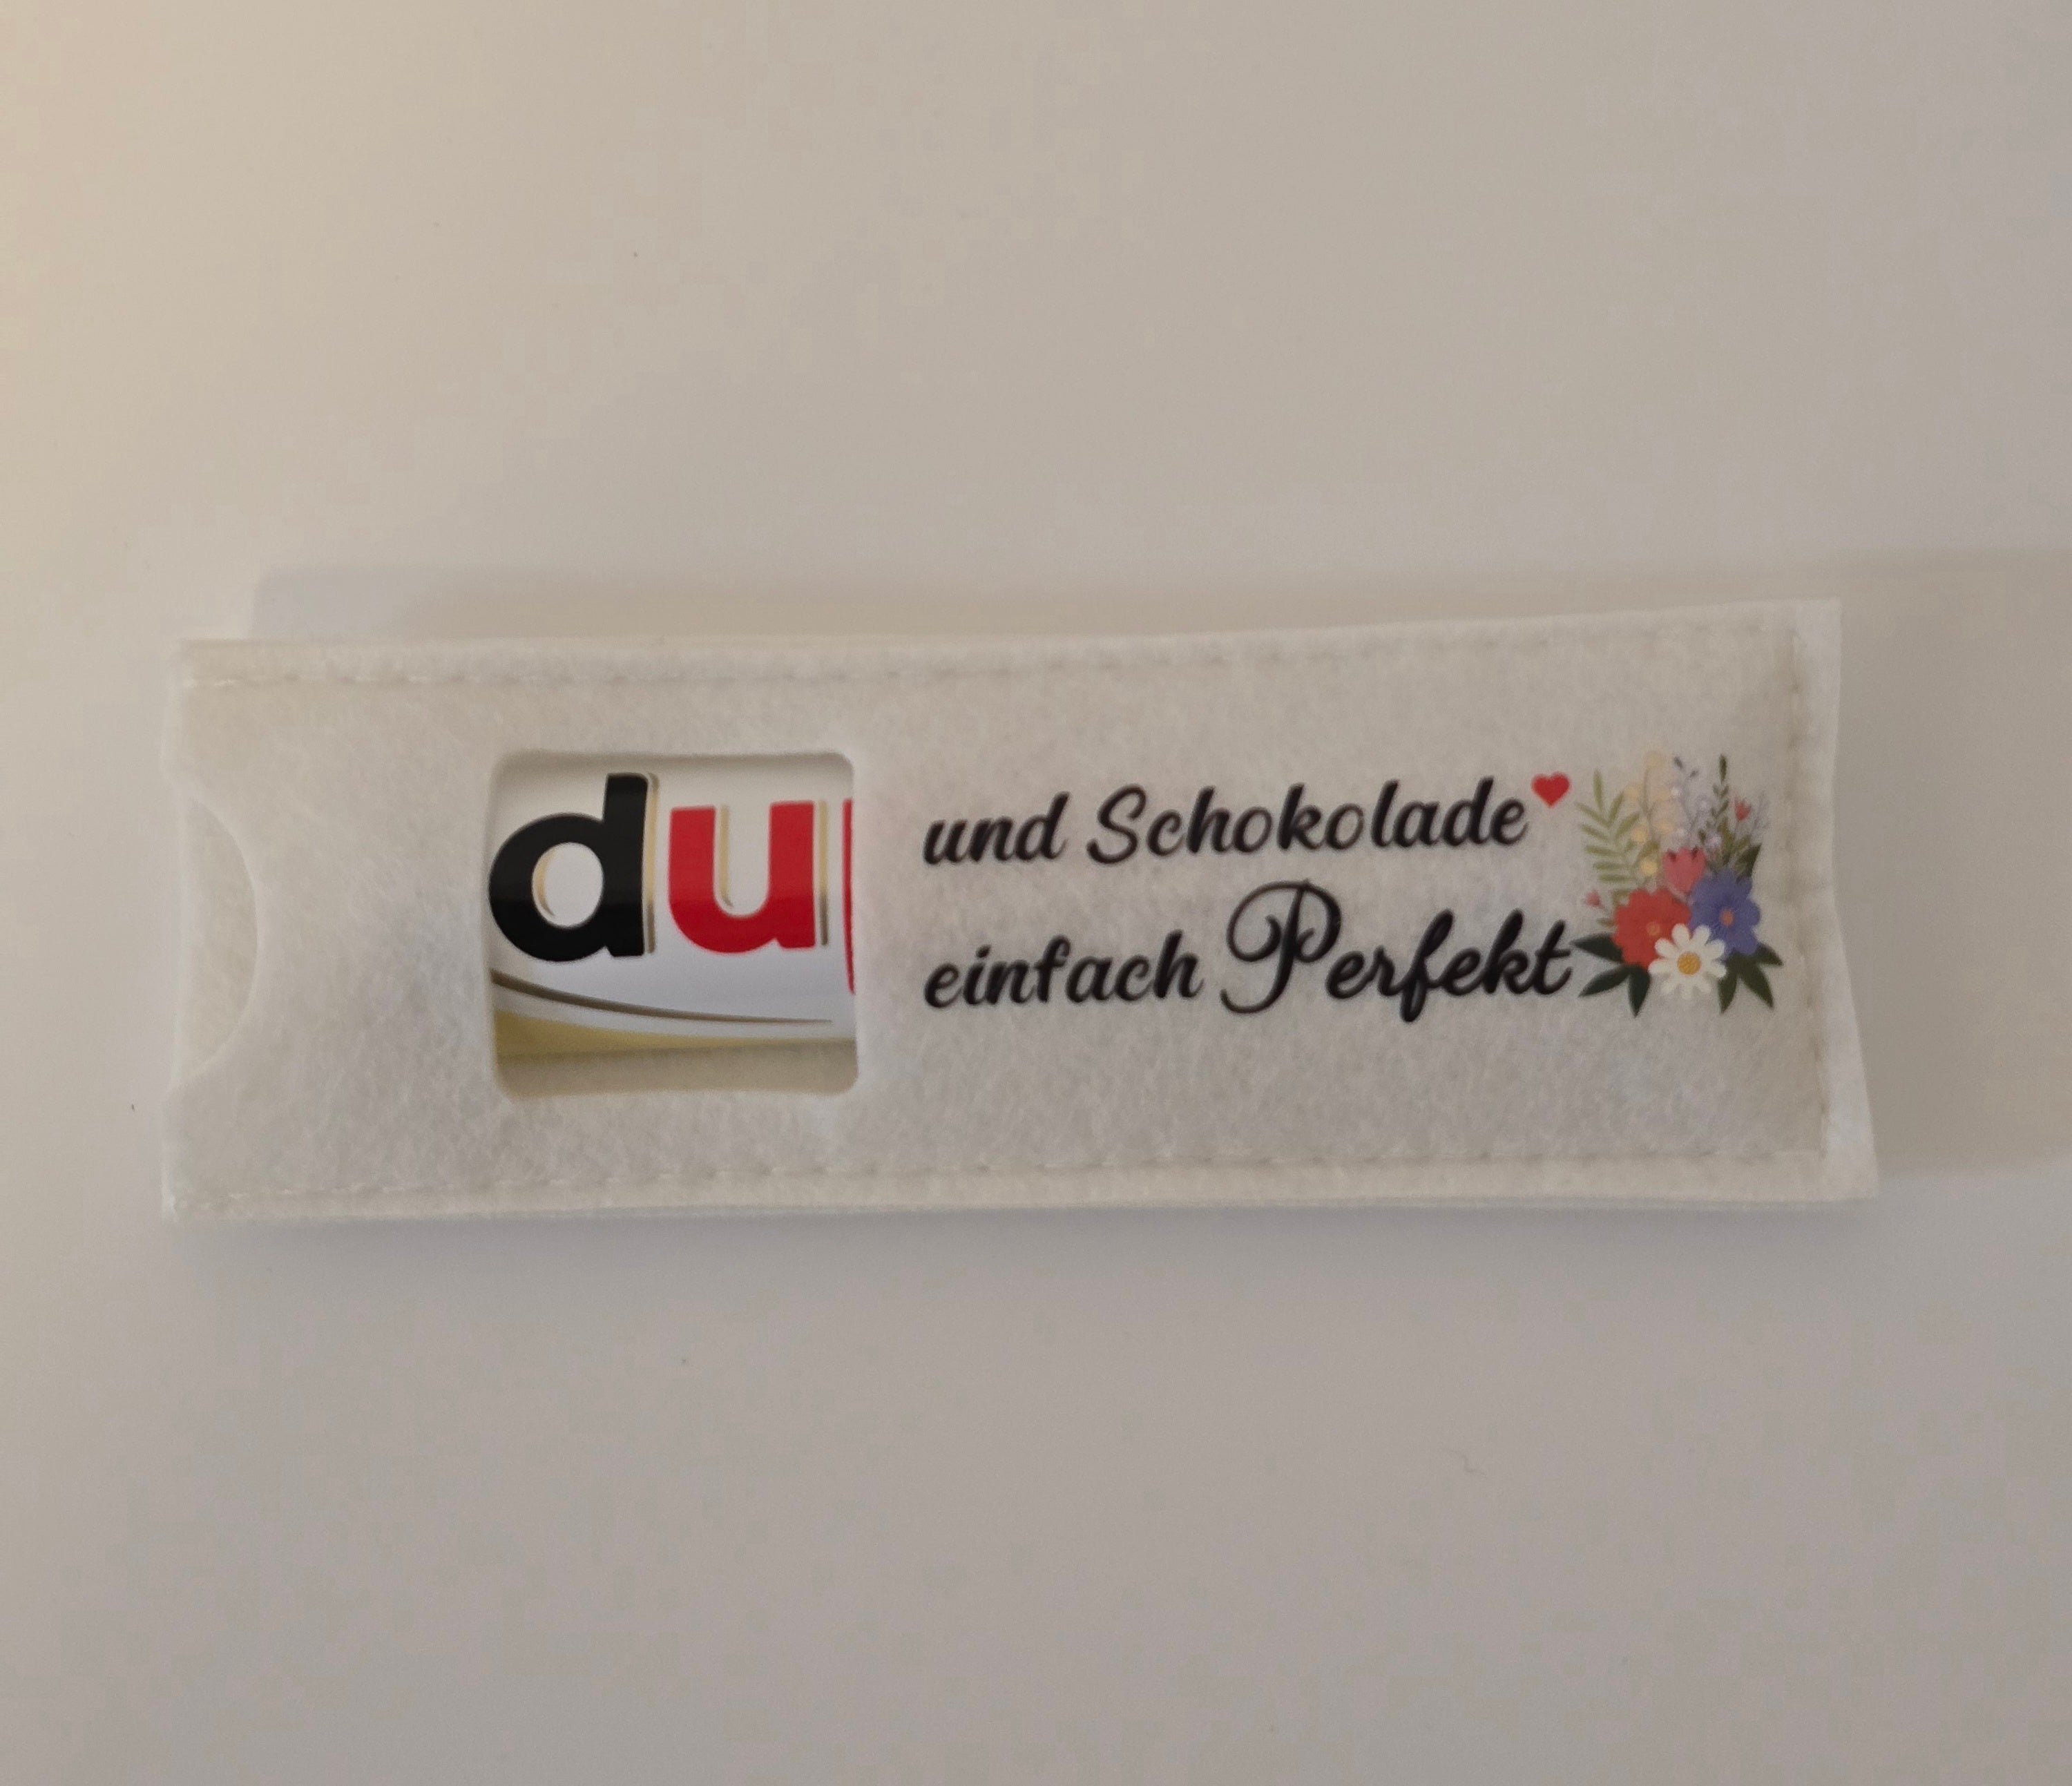 du
und Schokolade
einfach Perfekt